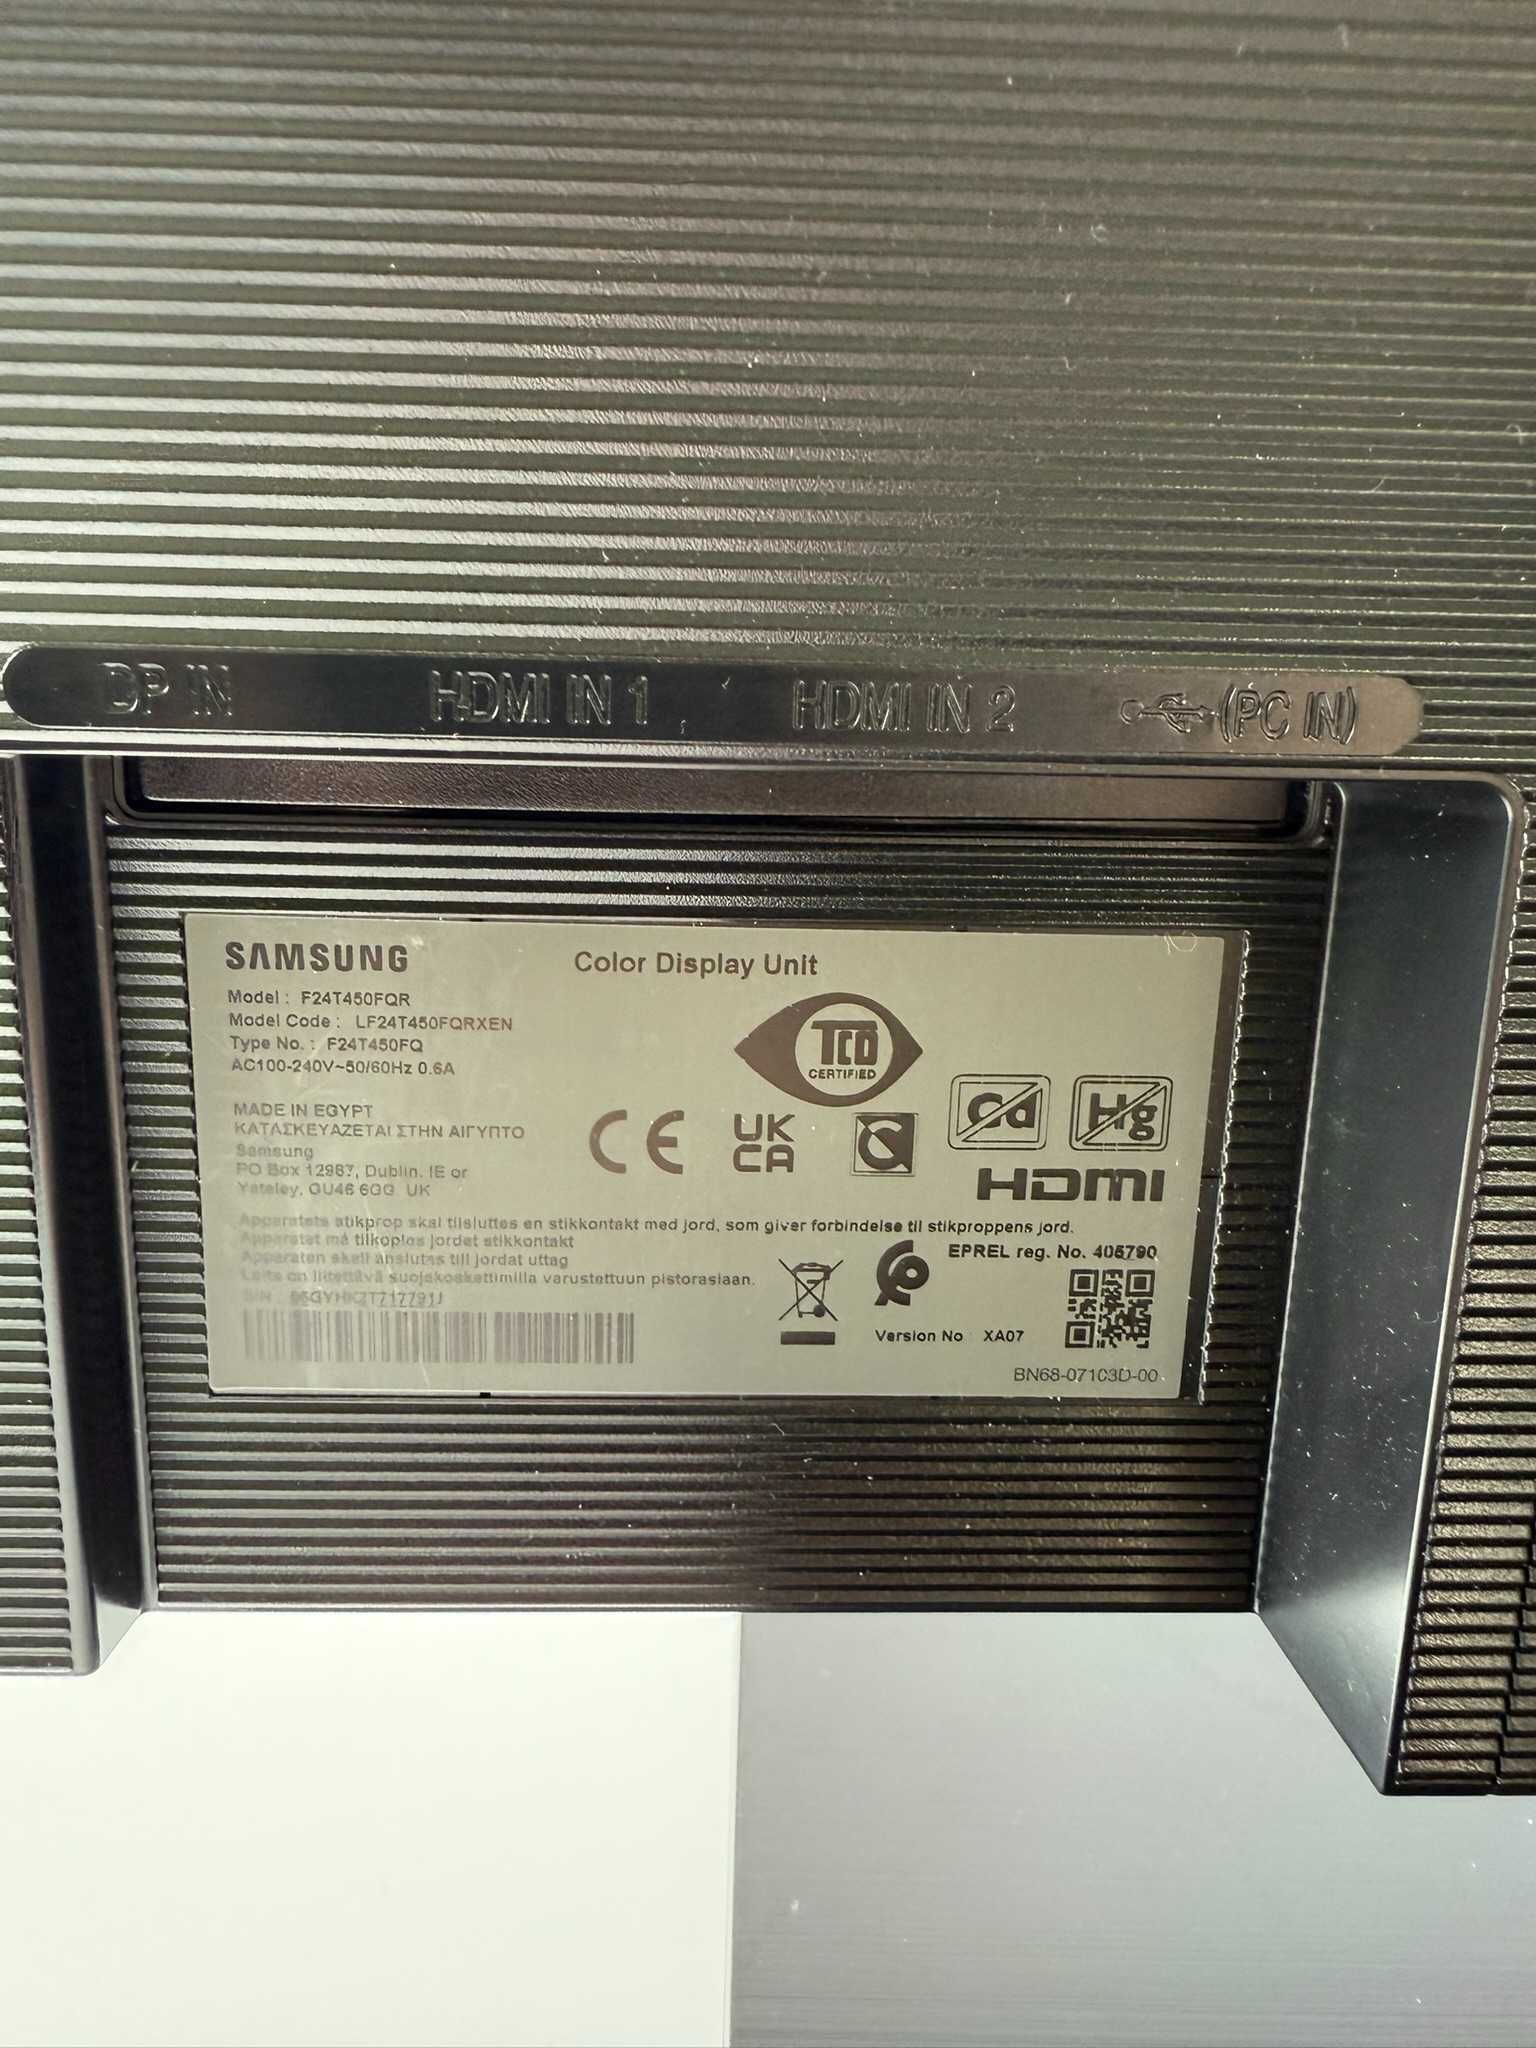 DP IN
HDMI IN 1
HDMI IN 2
(PC IN)
SAMSUNG
Color Display Unit
Model : F24T450FQR
Model Code : LF24T450FQRXEN
Type No. : F24T450FQ
AC100-240V~50/60Hz 0.6A
TCO
CERTIFIED
MADE IN EGYPT
ΚΑΤΑΣΚΕΥΑΖΕΤΑΙ ΣΤΗΝ ΑΙΓΥΠΤΟ
Samsung
PO Box 12987, Dublin. IE or
Yateley, GU46 6GG UK
CE
UK
CA
Cd
Hg
HDMI
Apparatets stikprop skal tilsluttes en stikkontakt med jord, som giver forbindelse til stikproppens jord.
Apparatet må tilkoples jordet stikkontakt
Apparaten skall anslutas till jordat uttag
Laite on liitettävä suojakoskettimilla varustettuun pistorasiaan.
S/N :
EPREL reg. No. 405790
Version No : XA07
BN68-07103D-00